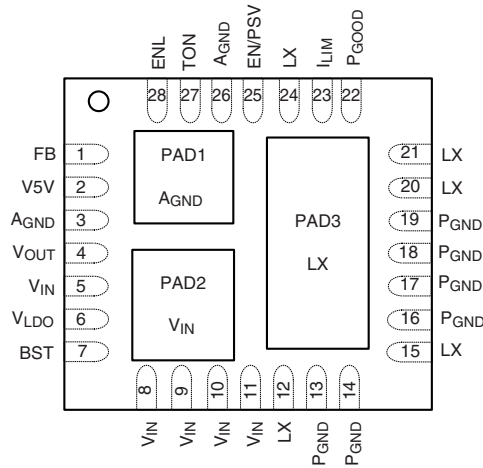 ENL TON AGND EN/PSV LX ILIM PGOOD
28 27 26 25 24 23 22
FB 1
V5V 2
AGND 3
VOUT 4
VIN 5
VLDO 6
BST 7
PAD1
AGND
PAD2
VIN
PAD3
LX
21 LX
20 LX
19 PGND
18 PGND
17 PGND
16 PGND
15 LX
8 9 10 11 12 13 14
VIN VIN VIN VIN LX PGND PGND